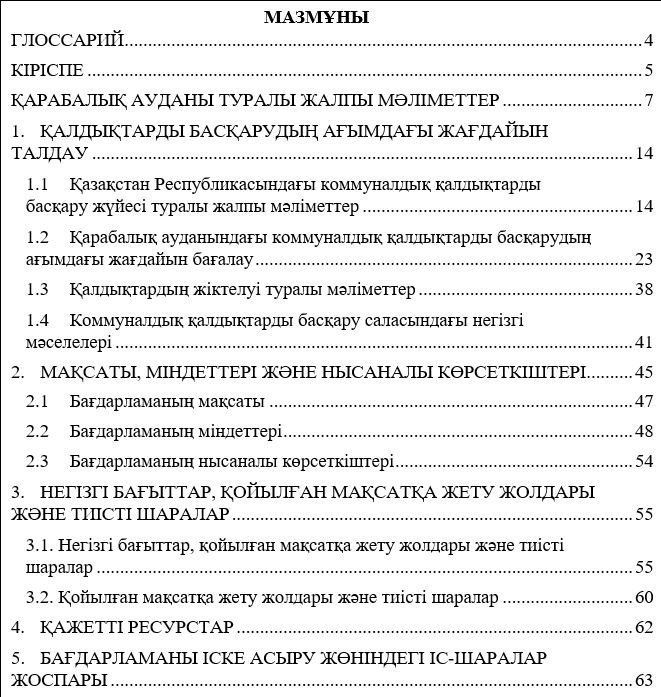 МАЗМҰНЫ
ГЛОССАРИЙ 4
КІРІСПЕ 5
ҚАРАБАЛЫҚ АУДАНЫ ТУРАЛЫ ЖАЛПЫ МӘЛІМЕТТЕР 7
1. ҚАЛДЫҚТАРДЫ БАСҚАРУДЫҢ АҒЫМДАҒЫ ЖАҒДАЙЫН
ТАЛДАУ 14
1.1 Қазақстан Республикасындағы коммуналдық қалдықтарды
басқару жүйесі туралы жалпы мәліметтер 14
1.2 Қарабалық ауданындағы коммуналдық қалдықтарды басқарудың
ағымдағы жағдайын бағалау 23
1.3 Қалдықтардың жіктелуі туралы мәліметтер 38
1.4 Коммуналдық қалдықтарды басқару саласындағы негізгі
мәселелері 41
2. МАҚСАТЫ, МІНДЕТТЕРІ ЖӘНЕ НЫСАНАЛЫ КӨРСЕТКІШТЕРІ 45
2.1 Бағдарламаның мақсаты 47
2.2 Бағдарламаның міндеттері 48
2.3 Бағдарламаның нысаналы көрсеткіштері 54
3. НЕГІЗГІ БАҒЫТТАР, ҚОЙЫЛҒАН МАҚСАТҚА ЖЕТУ ЖОЛДАРЫ
ЖӘНЕ ТИІСТІ ШАРАЛАР 55
3.1. Негізгі бағыттар, қойылған мақсатқа жету жолдары және тиісті
шаралар 55
3.2. Қойылған мақсатқа жету жолдары және тиісті шаралар 60
4. ҚАЖЕТТІ РЕСУРСТАР 62
5. БАҒДАРЛАМАНЫ ІСКЕ АСЫРУ ЖӨНІНДЕГІ ІС-ШАРАЛАР
ЖОСПАРЫ 63